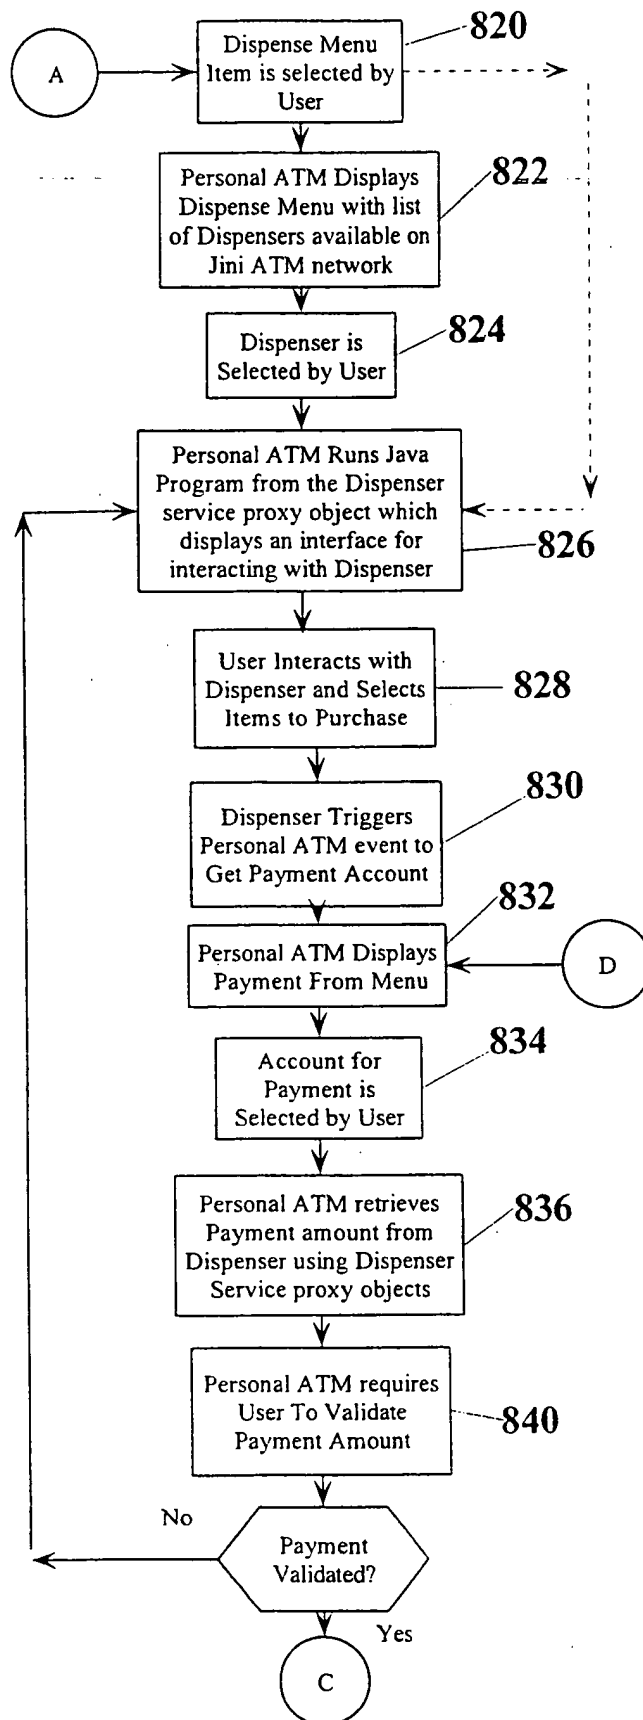 A
Dispense Menu
Item is selected by
User
820
Personal ATM Displays
Dispense Menu with list
of Dispensers available on
Jini ATM network
822
Dispenser is
Selected by User
824
Personal ATM Runs Java
Program from the Dispenser
service proxy object which
displays an interface for
interacting with Dispenser
826
User Interacts with
Dispenser and Selects
Items to Purchase
828
Dispenser Triggers
Personal ATM event to
Get Payment Account
830
Personal ATM Displays
Payment From Menu
832
D
Account for
Payment is
Selected by User
834
Personal ATM retrieves
Payment amount from
Dispenser using Dispenser
Service proxy objects
836
Personal ATM requires
User To Validate
Payment Amount
840
No
Payment
Validated?
Yes
C